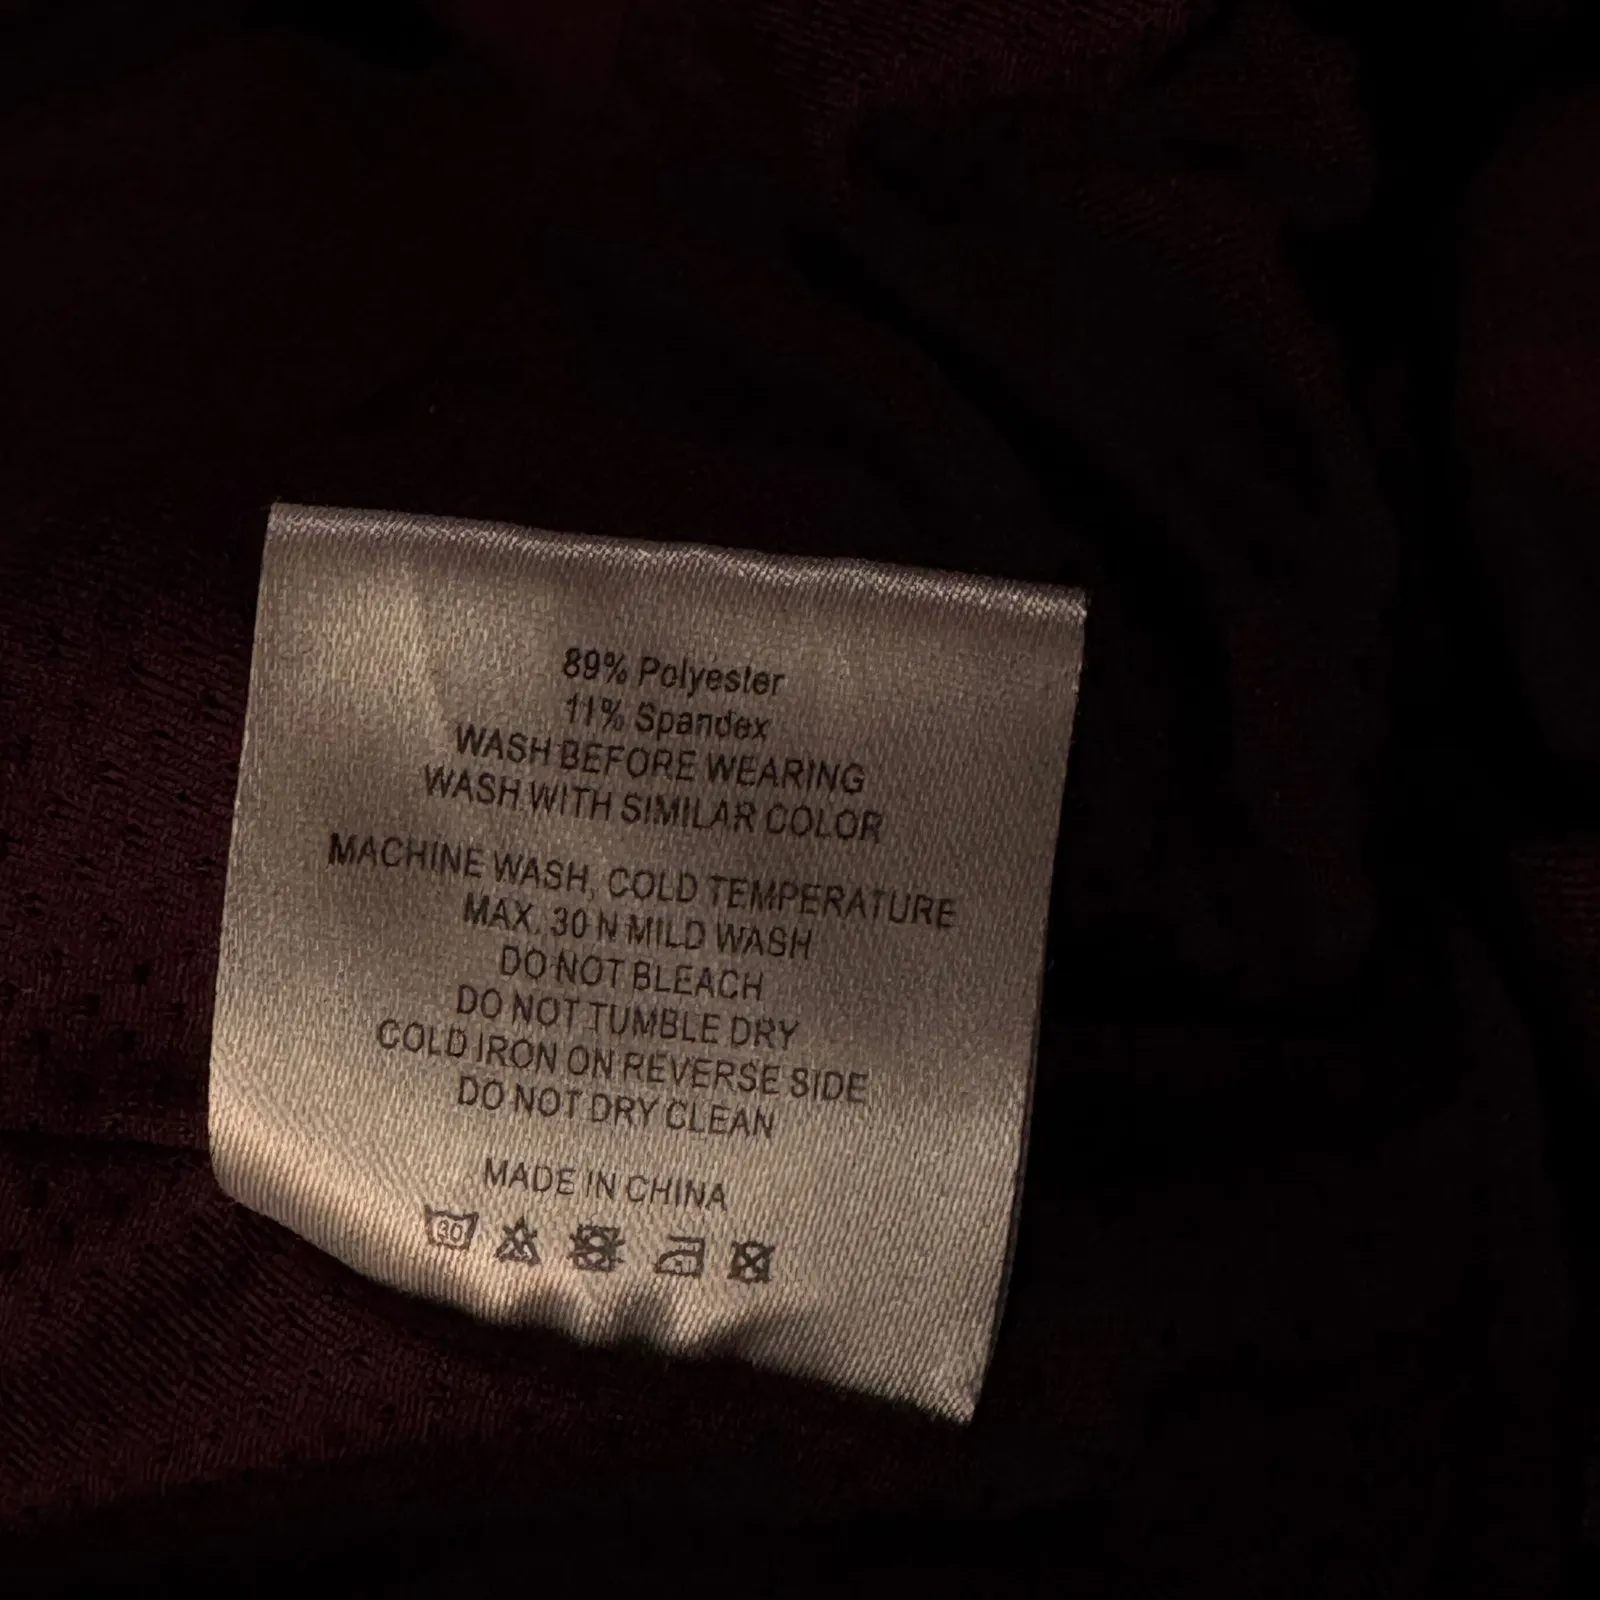 89% Polyester
11% Spandex
WASH BEFORE WEARING
WASH WITH SIMILAR COLOR
MACHINE WASH, COLD TEMPERATURE
MAX. 30 N MILD WASH
DO NOT BLEACH
DO NOT TUMBLE DRY
COLD IRON ON REVERSE SIDE
DO NOT DRY CLEAN
MADE IN CHINA
30